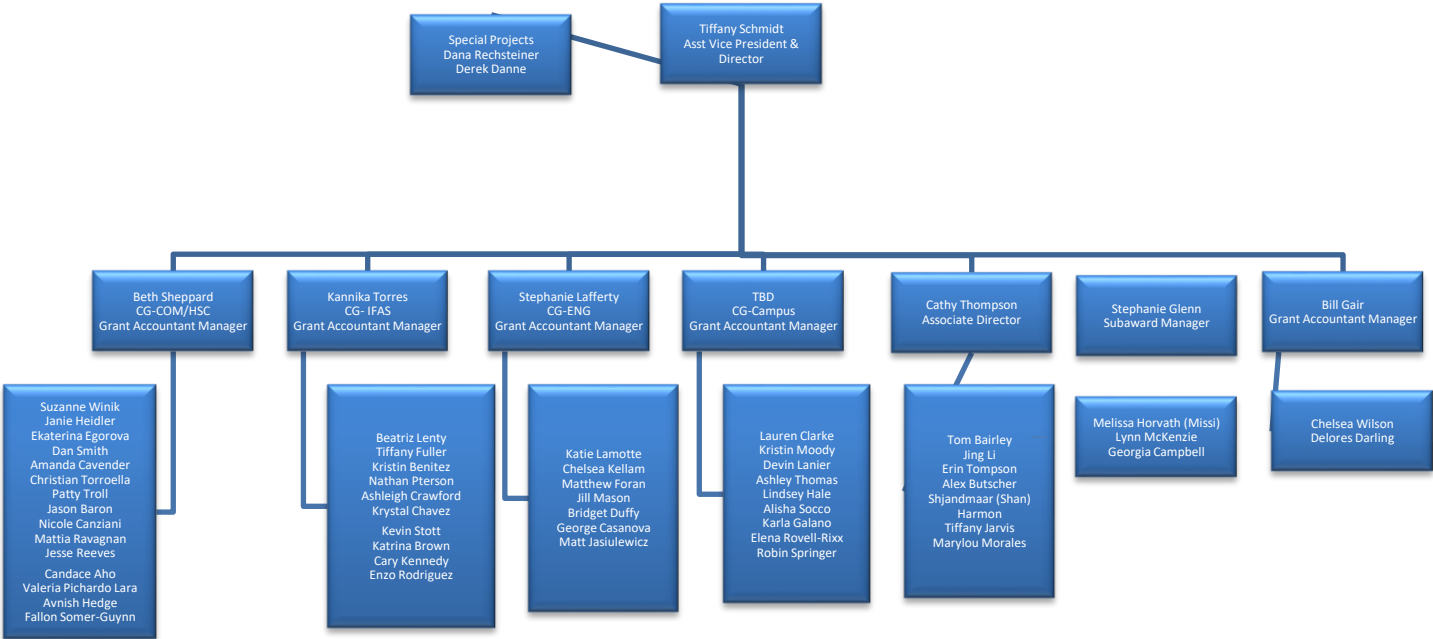 Special Projects
Dana Rechsteiner
Derek Danne
Tiffany Schmidt
Asst Vice President &
Director
Beth Sheppard
CG-COM/HSC
Grant Accountant Manager
Kannika Torres
CG- IFAS
Grant Accountant Manager
Stephanie Lafferty
CG-ENG
Grant Accountant Manager
TBD
CG-Campus
Grant Accountant Manager
Cathy Thompson
Associate Director
Stephanie Glenn
Subaward Manager
Bill Gair
Grant Accountant Manager
Suzanne Winik
Janie Heidler
Ekaterina Egorova
Dan Smith
Amanda Cavender
Christian Torroella
Patty Troll
Jason Baron
Nicole Canziani
Mattia Ravagnan
Jesse Reeves
Candace Aho
Valeria Pichardo Lara
Avnish Hedge
Fallon Somer-Guynn
Beatriz Lenty
Tiffany Fuller
Kristin Benitez
Nathan Pterson
Ashleigh Crawford
Krystal Chavez
Kevin Stott
Katrina Brown
Cary Kennedy
Enzo Rodriguez
Katie Lamotte
Chelsea Kellam
Matthew Foran
Jill Mason
Bridget Duffy
George Casanova
Matt Jasiulewicz
Lauren Clarke
Kristin Moody
Devin Lanier
Ashley Thomas
Lindsey Hale
Alisha Socco
Karla Galano
Elena Rovell-Rixx
Robin Springer
Tom Bairley
Jing Li
Erin Tompson
Alex Butscher
Shjandmaar (Shan)
Harmon
Tiffany Jarvis
Marylou Morales
Melissa Horvath (Missi)
Lynn McKenzie
Georgia Campbell
Chelsea Wilson
Delores Darling